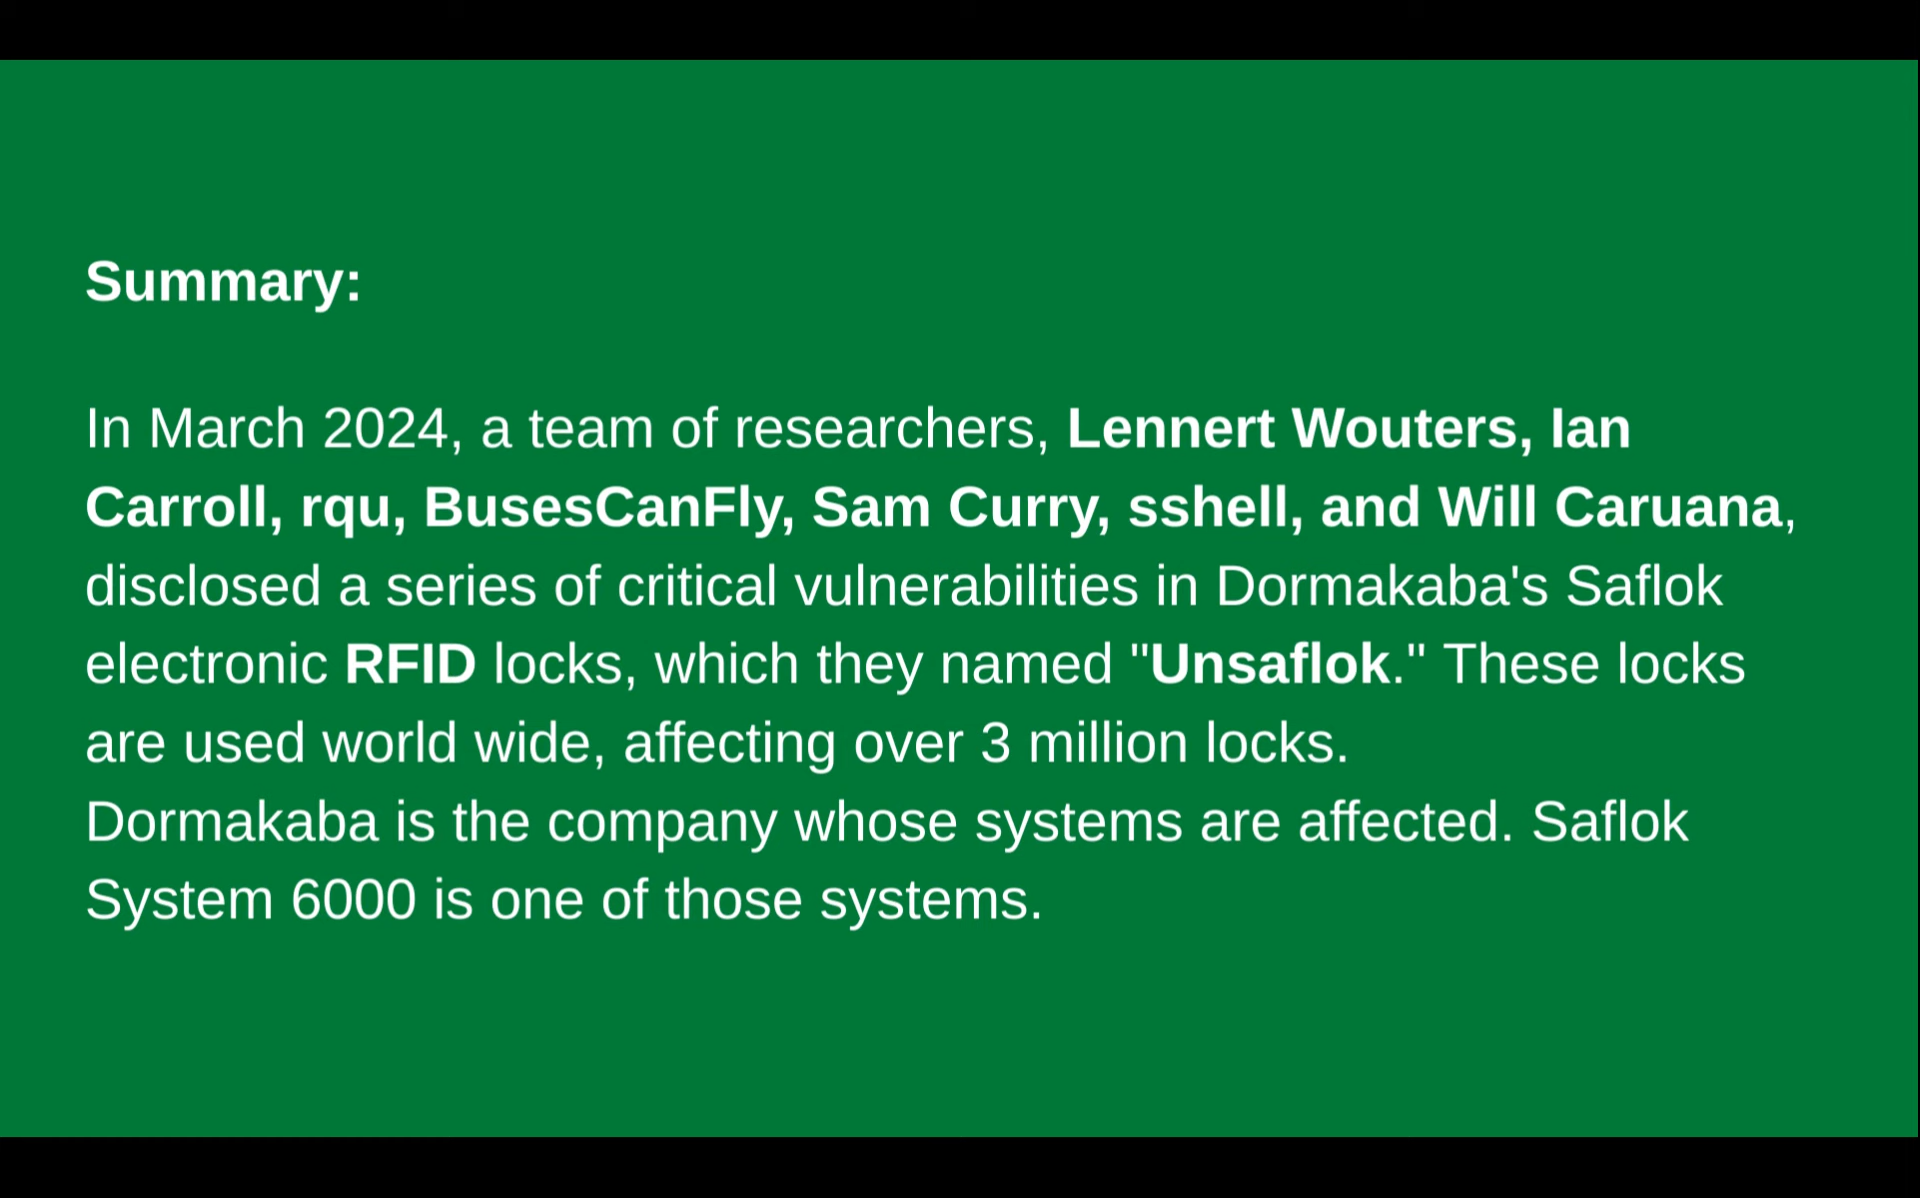 Summary:
In March 2024, a team of researchers, Lennert Wouters, Ian
Carroll, rqu, BusesCanFly, Sam Curry, sshell, and Will Caruana,
disclosed a series of critical vulnerabilities in Dormakaba's Saflok
electronic RFID locks, which they named "Unsaflok." These locks
are used world wide, affecting over 3 million locks.
Dormakaba is the company whose systems are affected. Saflok
System 6000 is one of those systems.